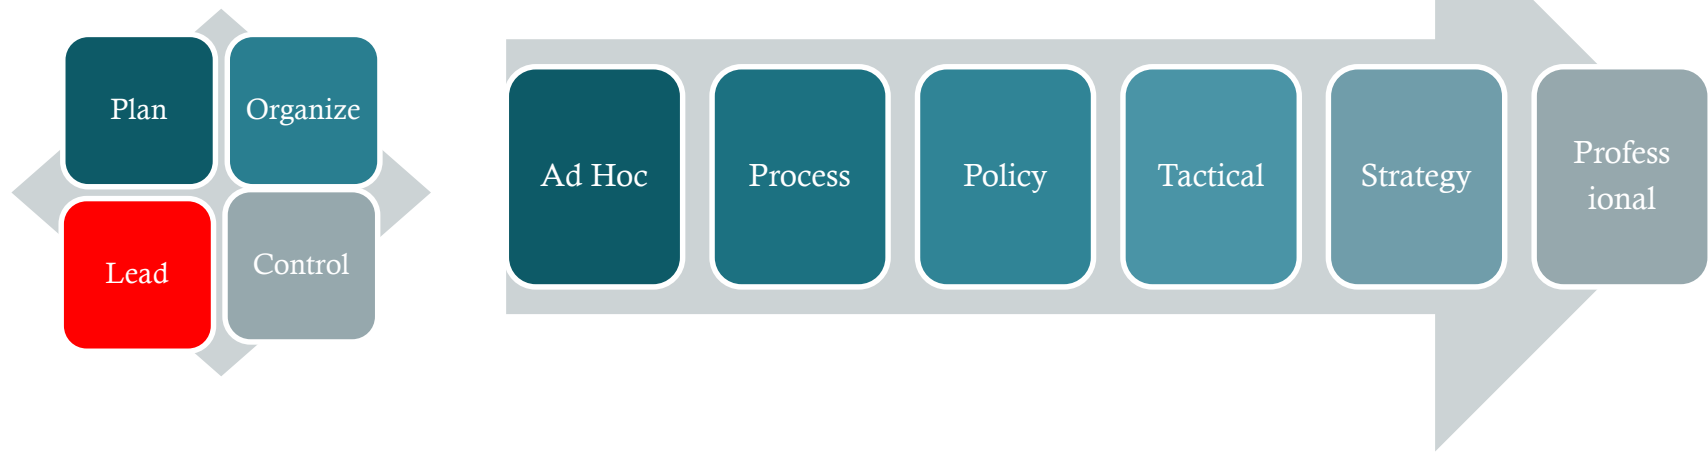 Plan
Organize
Lead
Control
Ad Hoc
Process
Policy
Tactical
Strategy
Profess
ional